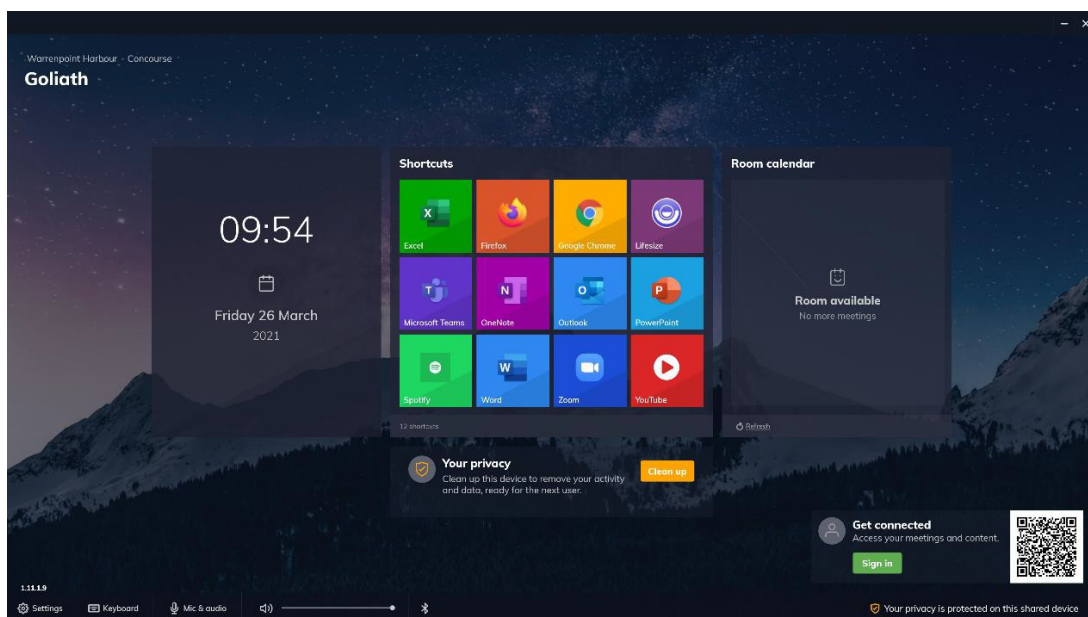 Warrenpoint Harbour - Concourse
Goliath
09:54
Friday 26 March
2021
Shortcuts
X
Excel
Firefox
Google Chrome
Lifesize
T
Microsoft Teams
N
OneNote
O
Outlook
P
PowerPoint
Spotify
W
Word
Zoom
YouTube
12 shortcuts
Room calendar
Room available
No more meetings
Refresh
Your privacy
Clean up this device to remove your activity
and data, ready for the next user.
Clean up
Get connected
Access your meetings and content.
Sign in
1.11.1.9
Settings
Keyboard
Mic & audio
Your privacy is protected on this shared device